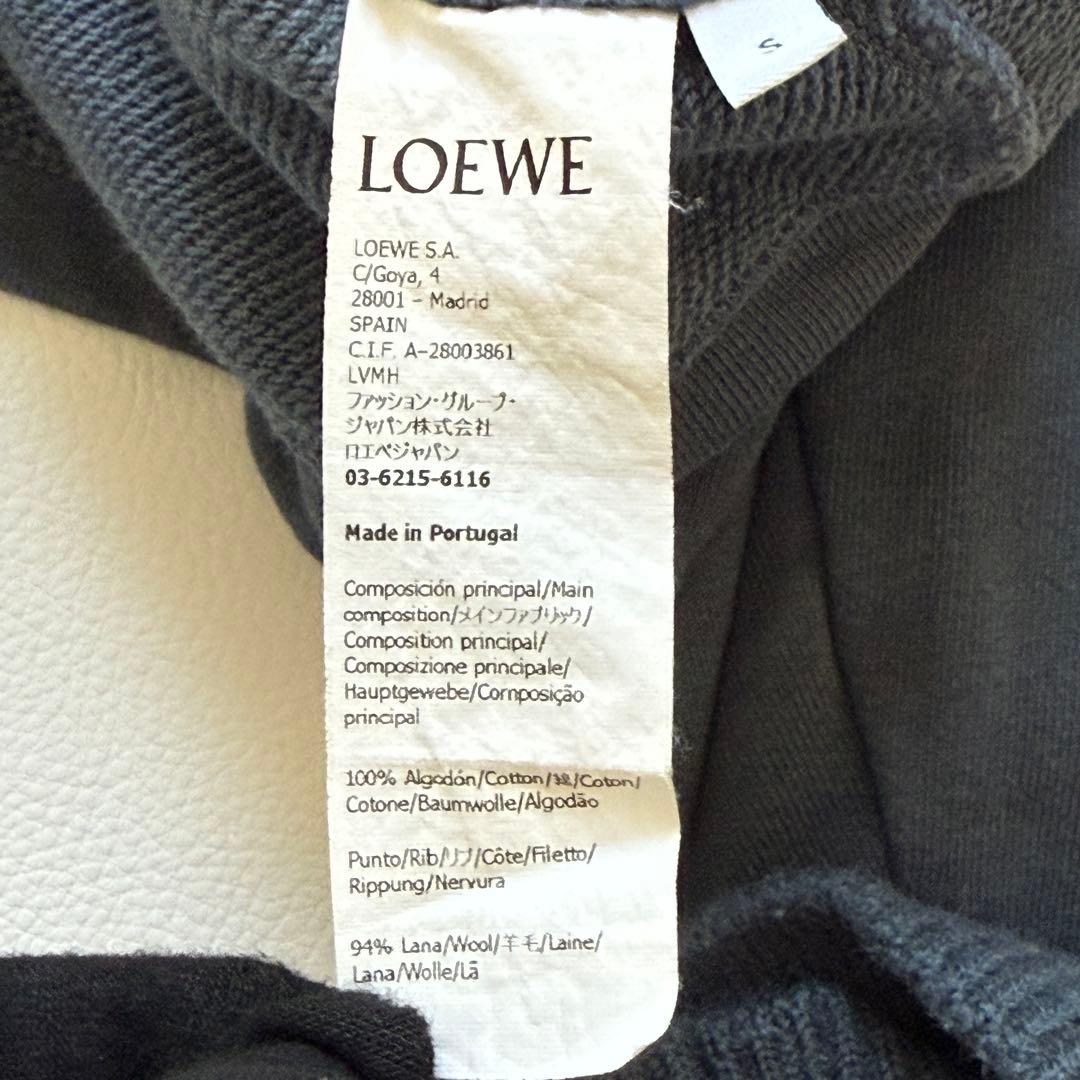 S
LOEWE
LOEWE S.A.
C/Goya, 4
28001 - Madrid
SPAIN
C.I.F. A-28003861
LVMH
ファッション・グループ・
ジャパン株式会社
ロエベジャパン
03-6215-6116
Made in Portugal
Composición principal/Main
composition/メインファブリック/
Composition principal/
Composizione principale/
Hauptgewebe/Composição
principal
100% Algodón/Cotton/綿/Coton/
Cotone/Baumwolle/Algodão
Punto/Rib/リブ/Côte/Filetto/
Rippung/Nervura
94% Lana/Wool/羊毛/Laine/
Lana/Wolle/Lã